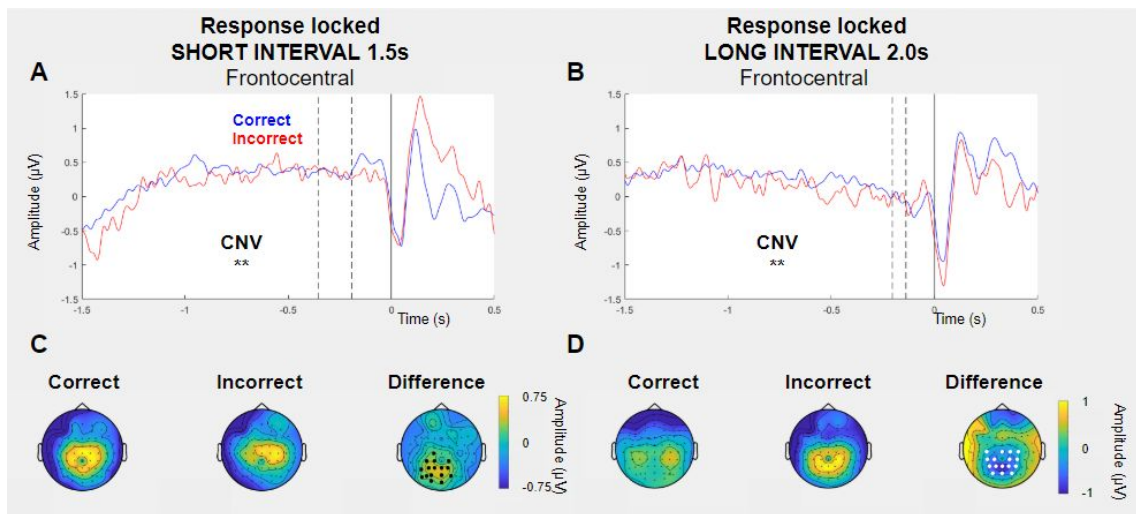 Response locked
SHORT INTERVAL 1.5s
A
Frontocentral
1.5
1
0.5
0
-0.5
-1
-1.5
Amplitude (µV)
Correct
Incorrect
CNV
**
-1.5
-1
-0.5
0
0.5
Time (s)
Response locked
LONG INTERVAL 2.0s
B
Frontocentral
1.5
1
0.5
0
-0.5
-1
-1.5
Amplitude (µV)
CNV
**
-1.5
-1
-0.5
0
0.5
Time (s)
C
Correct
Incorrect
Difference
0.75
0
-0.75
Amplitude (µV)
D
Correct
Incorrect
Difference
1
0
-1
Amplitude (µV)